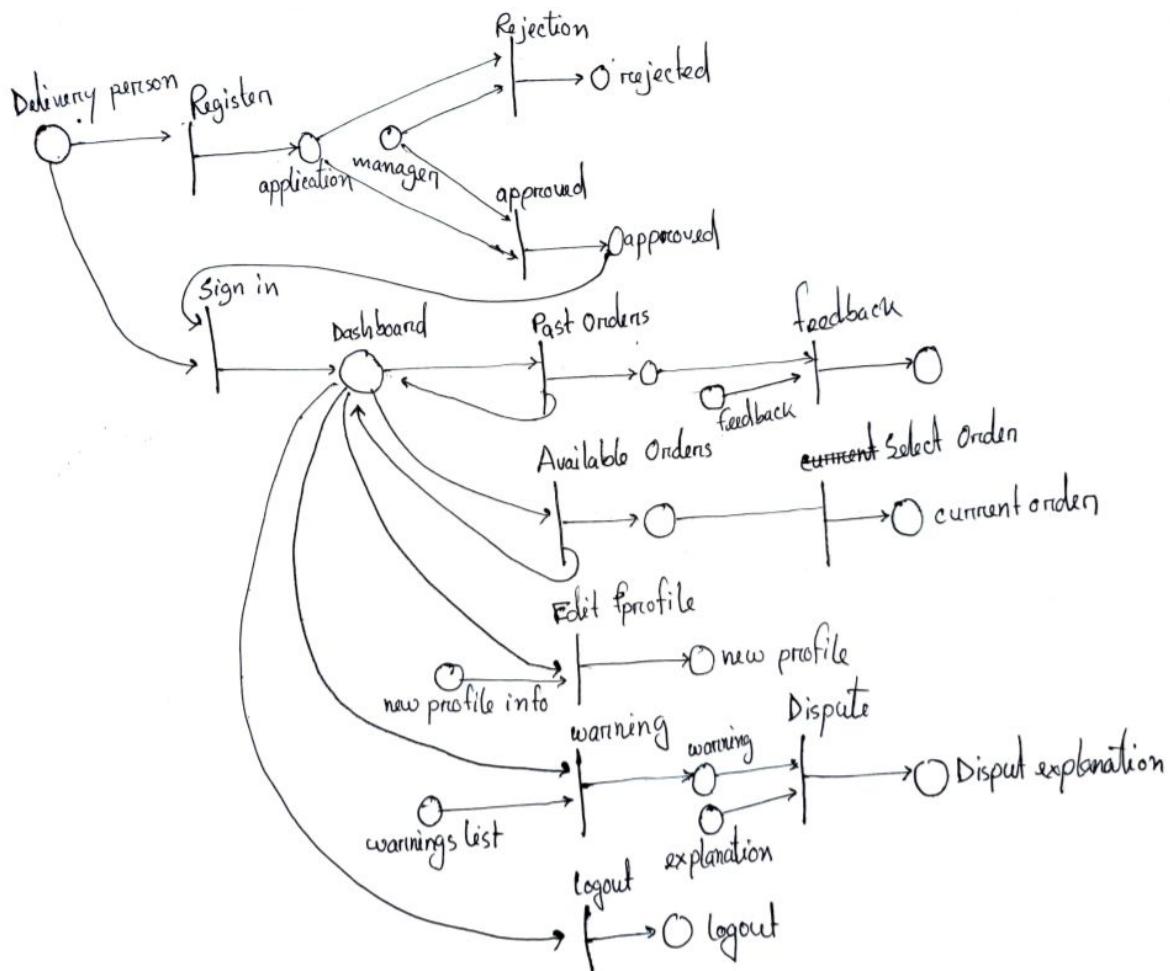 Rejection
rejected
Delivery person
Register
application
manager
approved
approved
Sign in
Dashboard
Past Orders
feedback
feedback
Available Orders
current Select Order
current order
Edit profile
new profile info
new profile
warning
warning
Dispute
warnings list
explanation
Disput explanation
logout
logout